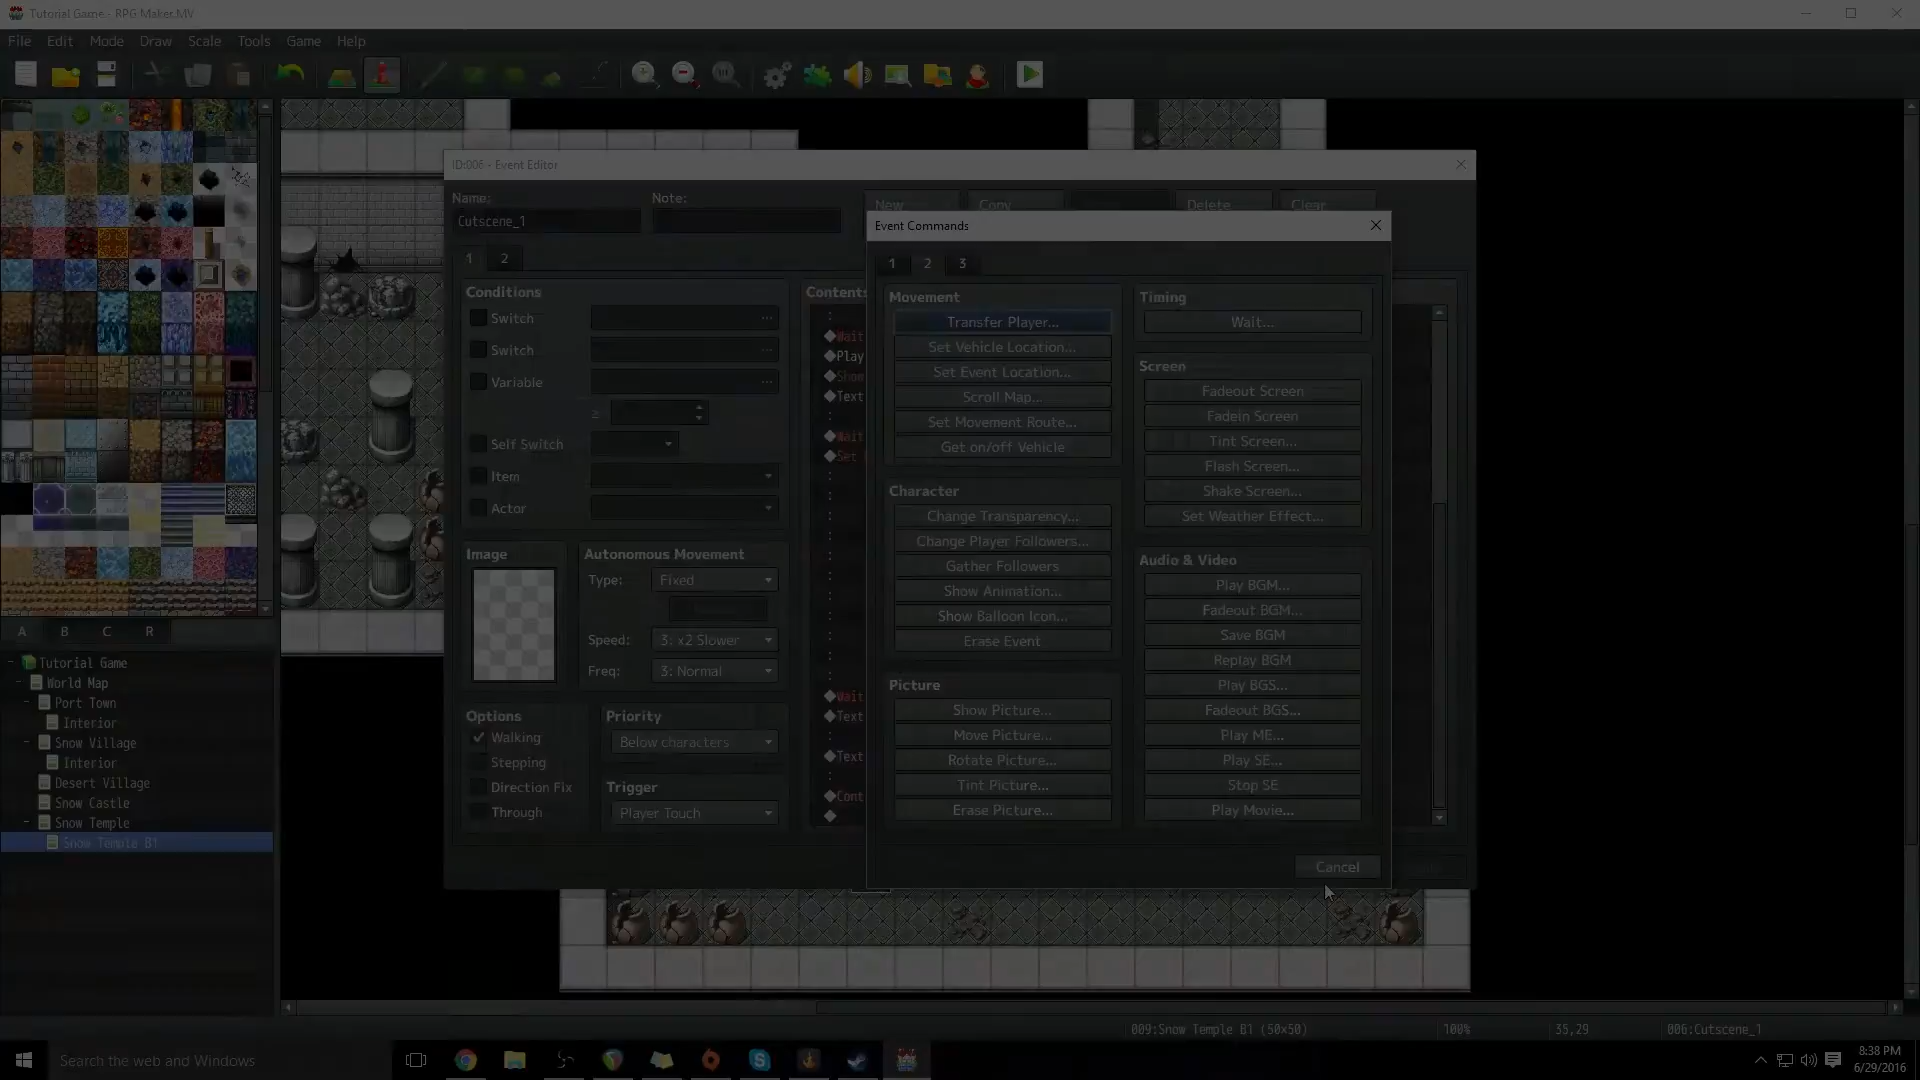 Tutorial Game - RPG Maker MV
File Edit Mode Draw Scale Tools Game Help
ID:006 - Event Editor
Name:
Note:
Cutscene_1
New Copy Delete Clear
Event Commands
1 2
1 2 3
Conditions
Switch
Switch
Variable
≥
Self Switch
Item
Actor
Image
Autonomous Movement
Type: Fixed
Speed: 3: x2 Slower
Freq: 3: Normal
Options
Walking
Stepping
Direction Fix
Through
Priority
Below characters
Trigger
Player Touch
Contents
◆Wait
◆Play
◆Show
◆Text
:
◆Wait
◆Set
:
◆Wait
◆Text
:
◆Text
:
◆Cont
◆
Movement
Transfer Player...
Set Vehicle Location...
Set Event Location...
Scroll Map...
Set Movement Route...
Get on/off Vehicle
Character
Change Transparency...
Change Player Followers...
Gather Followers
Show Animation...
Show Balloon Icon...
Erase Event
Picture
Show Picture...
Move Picture...
Rotate Picture...
Tint Picture...
Erase Picture...
Timing
Wait...
Screen
Fadeout Screen
Fadein Screen
Tint Screen...
Flash Screen...
Shake Screen...
Set Weather Effect...
Audio & Video
Play BGM...
Fadeout BGM...
Save BGM
Replay BGM
Play BGS...
Fadeout BGS...
Play ME...
Play SE...
Stop SE
Play Movie...
Cancel
A B C R
Tutorial Game
World Map
Port Town
Interior
Snow Village
Interior
Desert Village
Snow Castle
Snow Temple
Snow Temple B1
009:Snow Temple B1 (50×50) 100% 35,29 006:Cutscene_1
Search the web and Windows
8:38 PM
6/29/2016